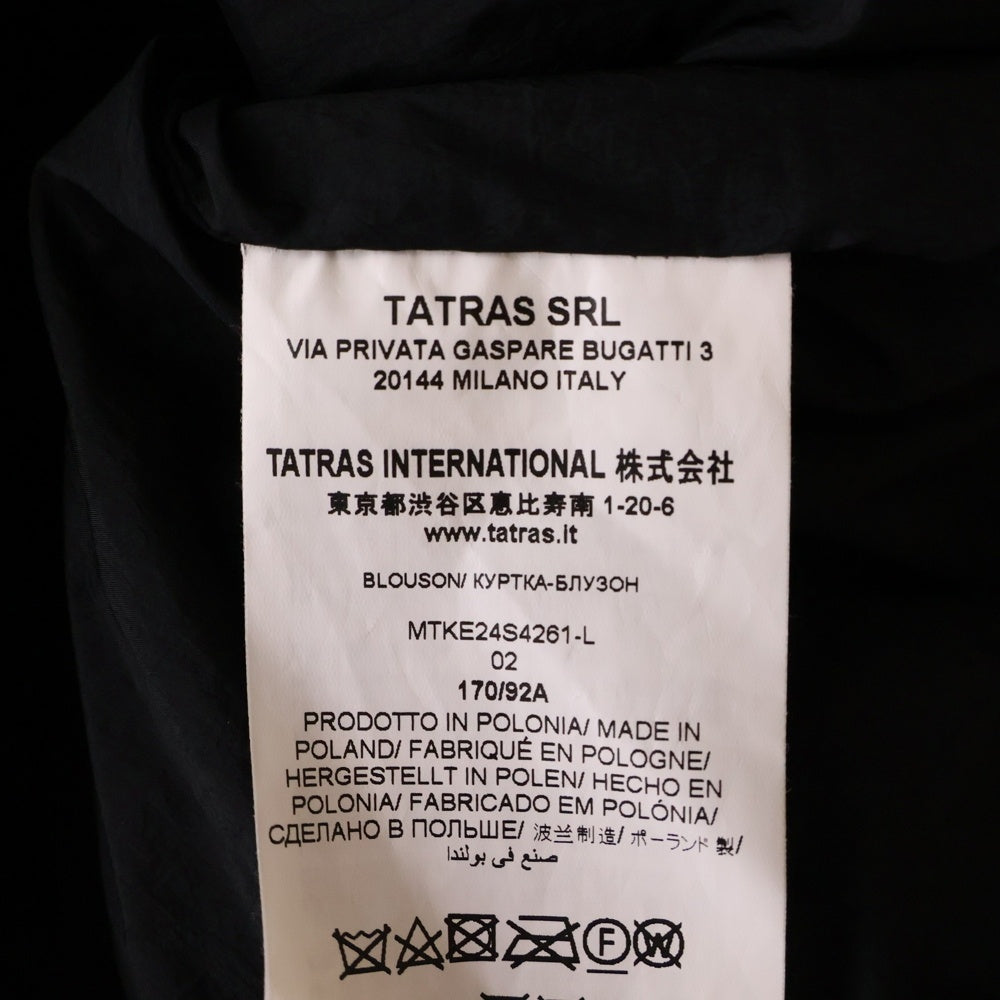 TATRAS SRL
VIA PRIVATA GASPARE BUGATTI 3
20144 MILANO ITALY
TATRAS INTERNATIONAL 株式会社
東京都渋谷区恵比寿南 1-20-6
www.tatras.it
BLOUSON/ КУРТКА-БЛУЗОН
MTKE24S4261-L
02
170/92A
PRODOTTO IN POLONIA/ MADE IN
POLAND/ FABRIQUÉ EN POLOGNE/
HERGESTELLT IN POLEN/ HECHO EN
POLONIA/ FABRICADO EM POLÓNIA/
СДЕЛАНО В ПОЛЬШЕ/ 波兰制造/ ポーランド 製/
صنع في بولندا
F W